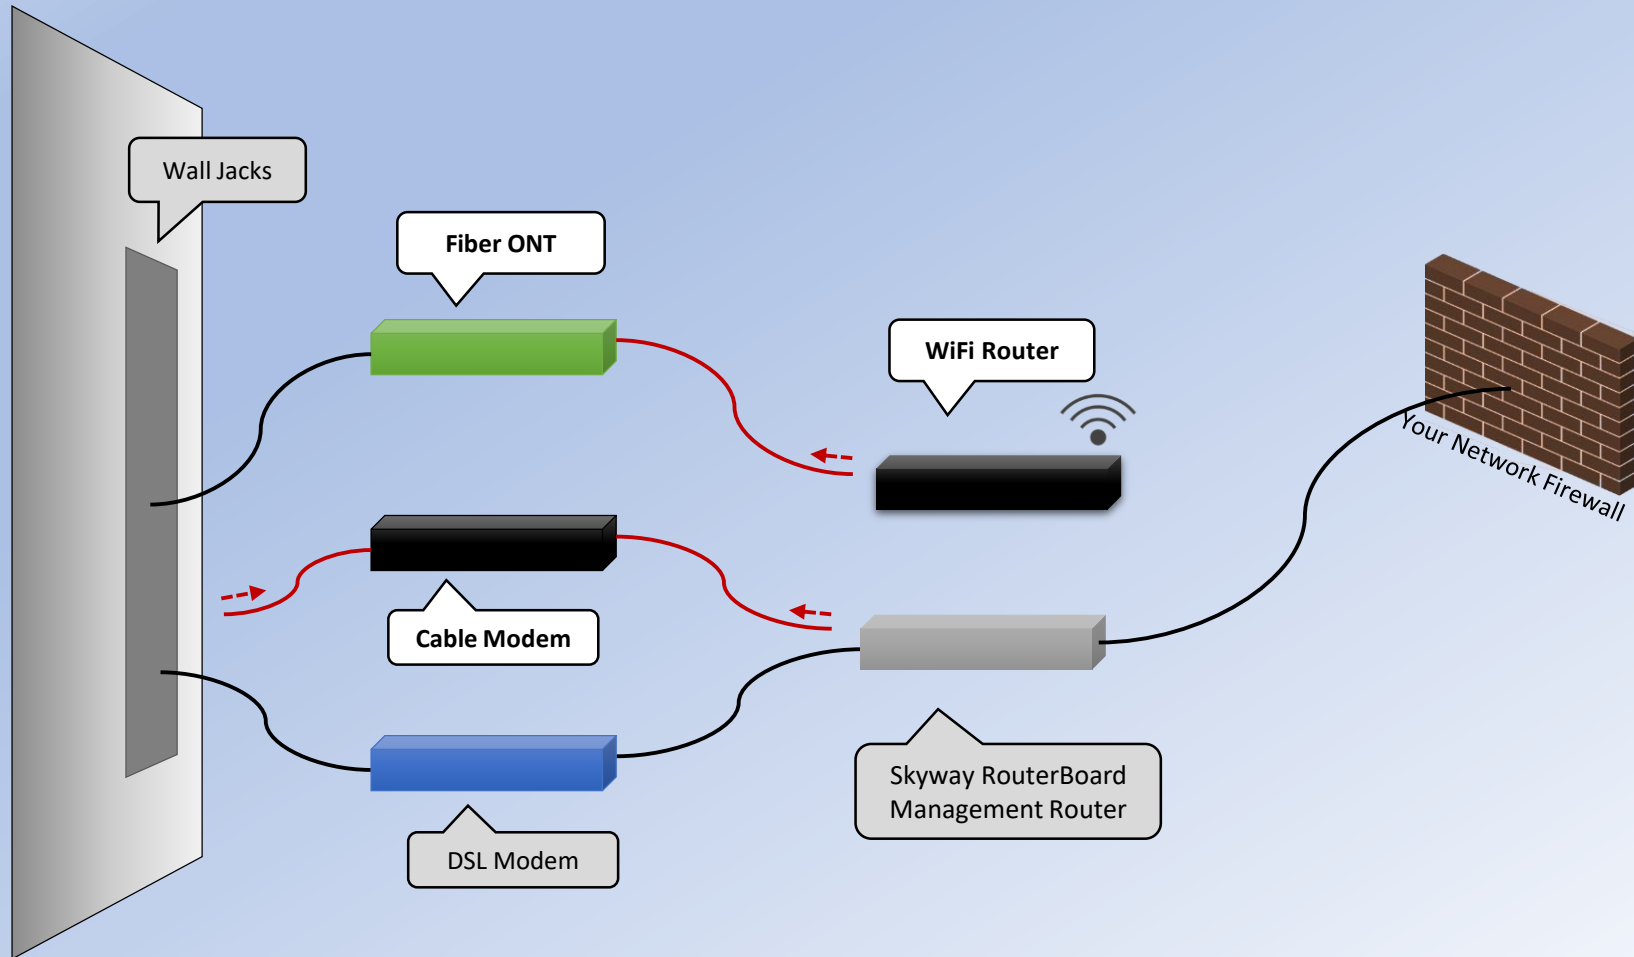 Wall Jacks
Fiber ONT
WiFi Router
Your Network Firewall
Cable Modem
Skyway RouterBoard
Management Router
DSL Modem